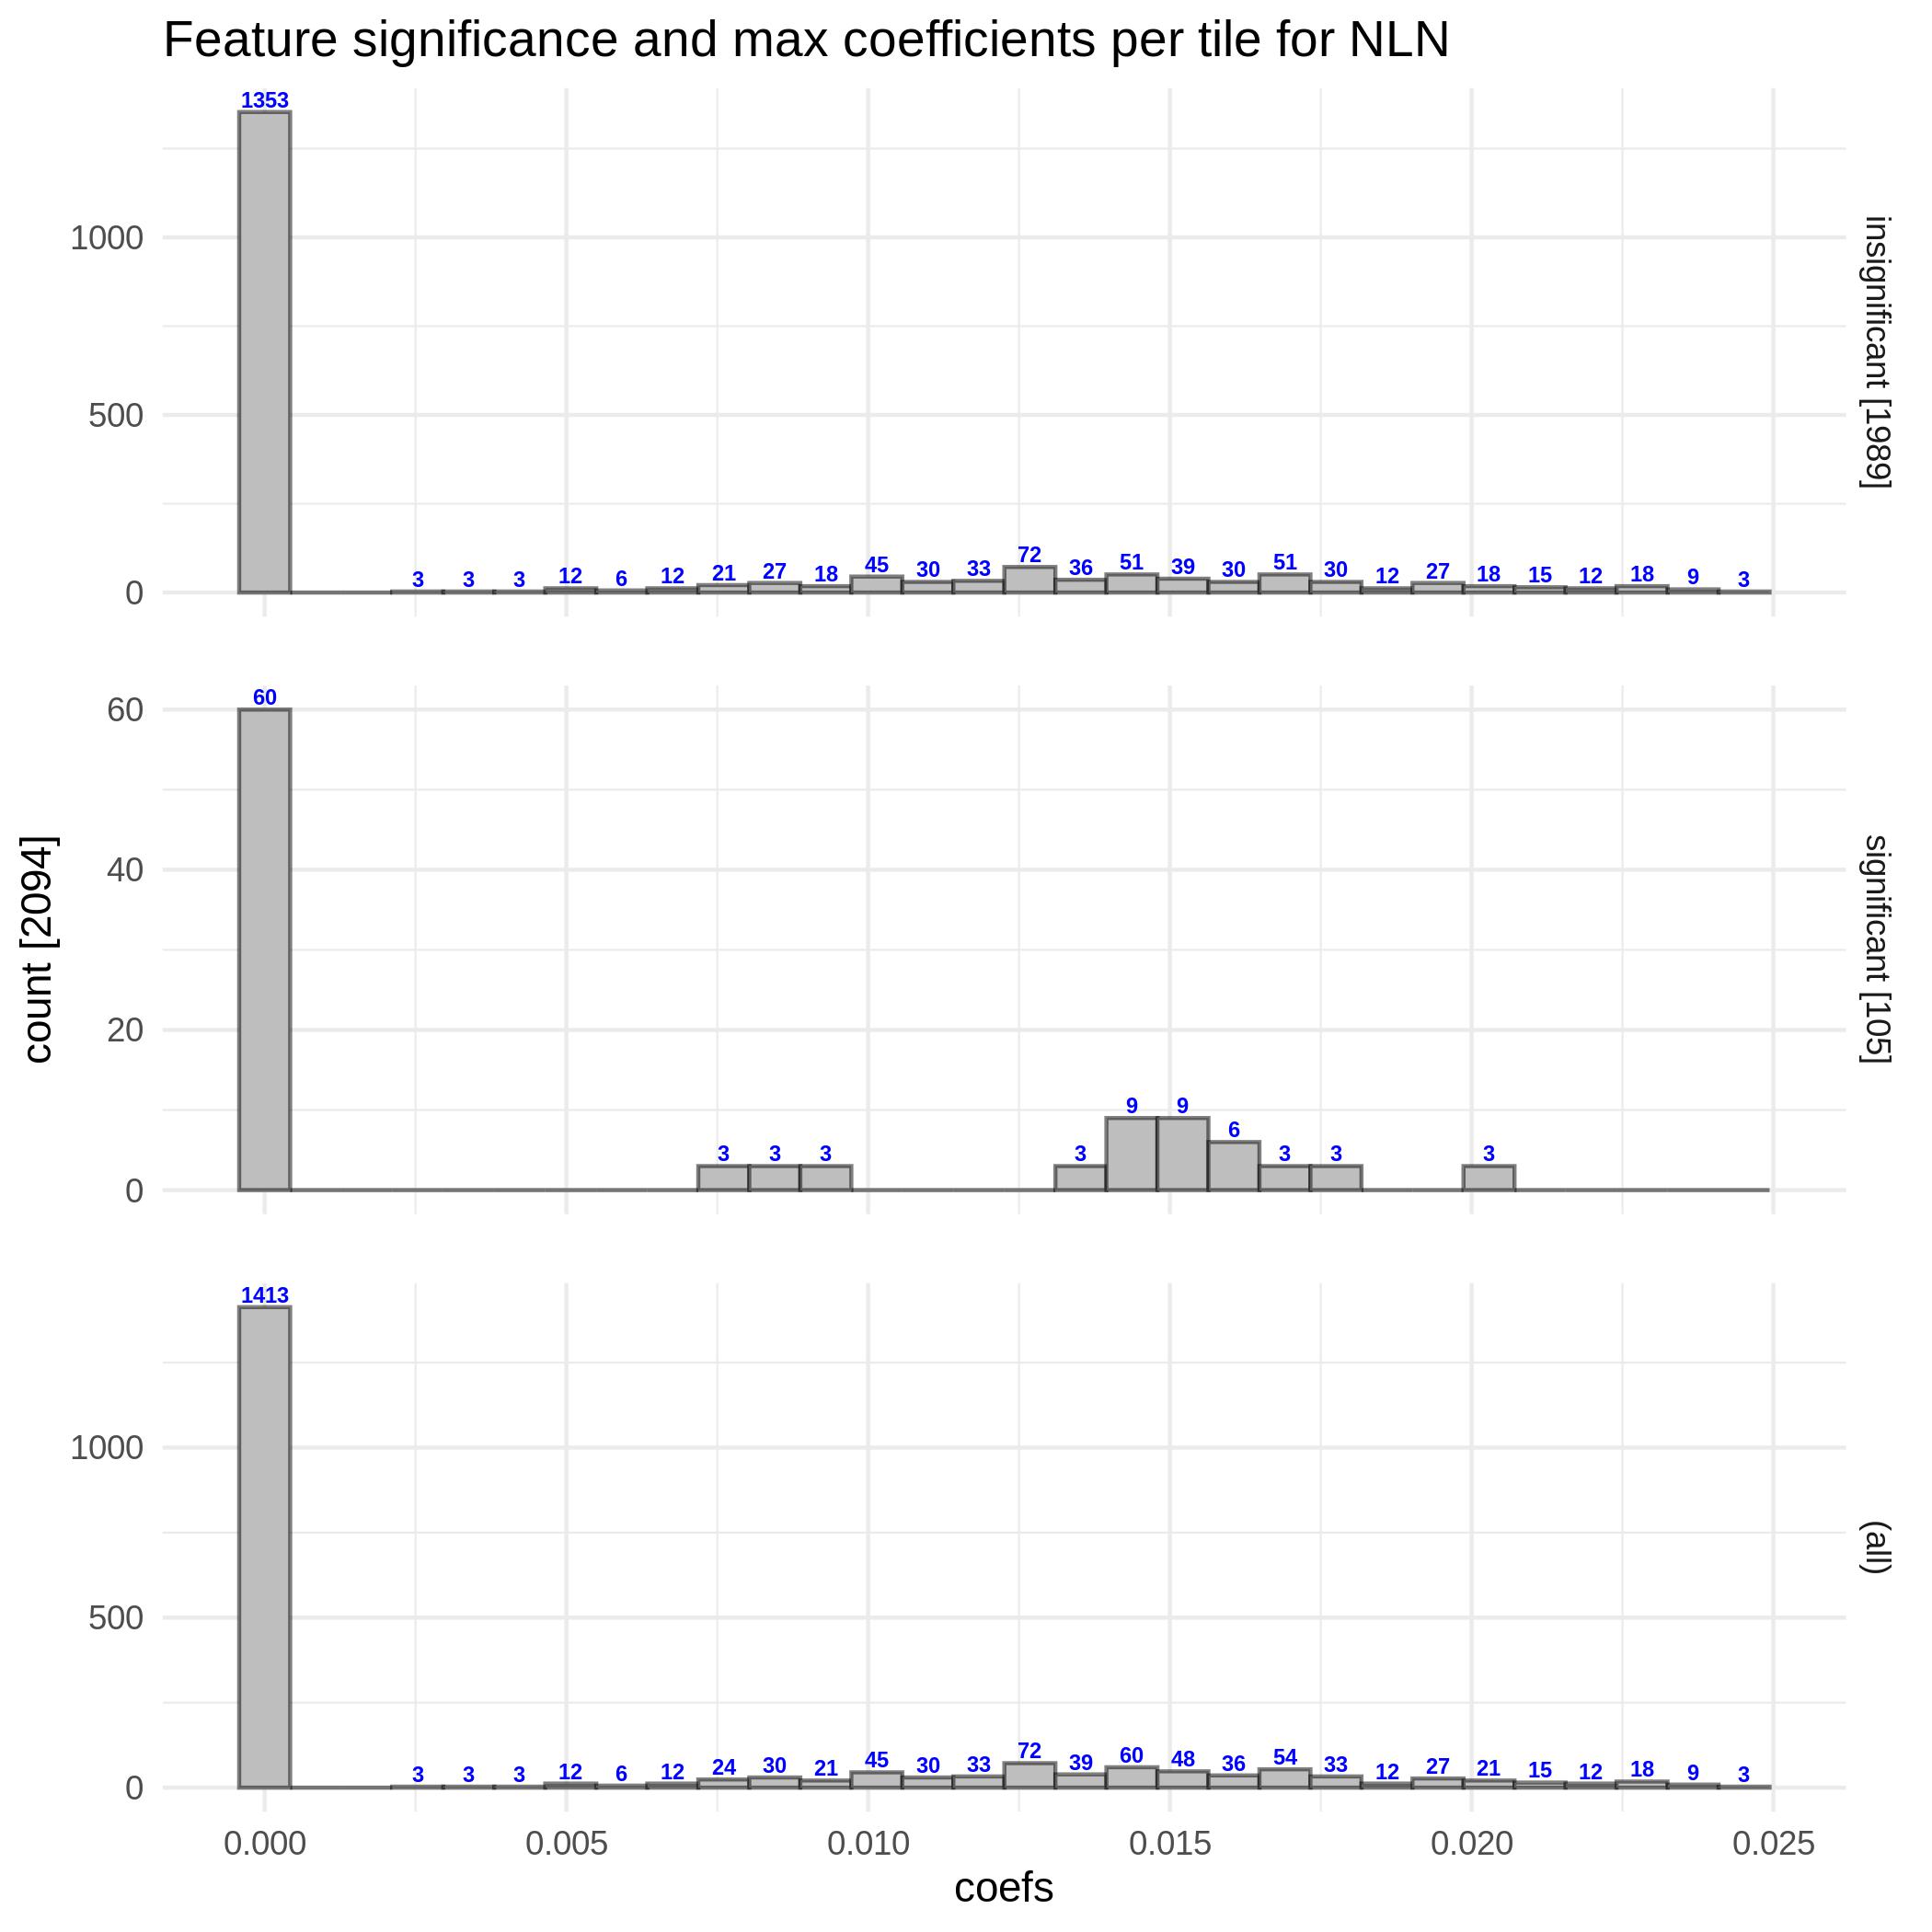 Feature significance and max coefficients per tile for NLN
1353
1000
500
0
3 3 3 12 6 12 21 27 18 45 30 33 72 36 51 39 30 51 30 12 27 18 15 12 18 9 3
insignificant [1989]
60
60
40
20
0
3 3 3 3 9 9 6 3 3 3
significant [105]
count [2094]
1413
1000
500
0
3 3 3 12 6 12 24 30 21 45 30 33 72 39 60 48 36 54 33 12 27 21 15 12 18 9 3
(all)
0.000 0.005 0.010 0.015 0.020 0.025
coefs